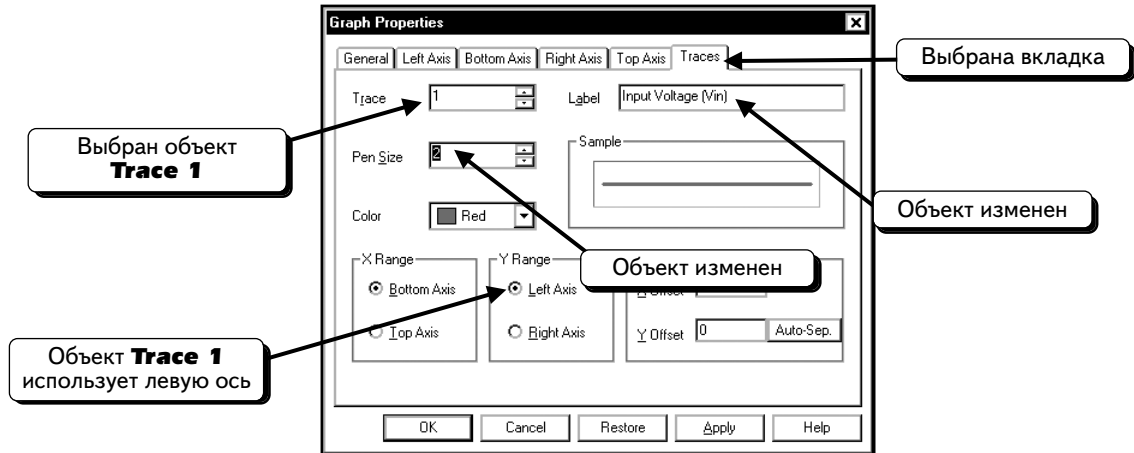 Graph Properties
General Left Axis Bottom Axis Right Axis Top Axis Traces
Выбрана вкладка
Trace 1 Label Input Voltage (Vin)
Выбран объект
Trace 1
Pen Size 2 Sample
Объект изменен
Color Red
Объект изменен
X Range Y Range
Bottom Axis Left Axis
Top Axis Right Axis Y Offset 0 Auto-Sep.
Объект Trace 1
использует левую ось
OK Cancel Restore Apply Help